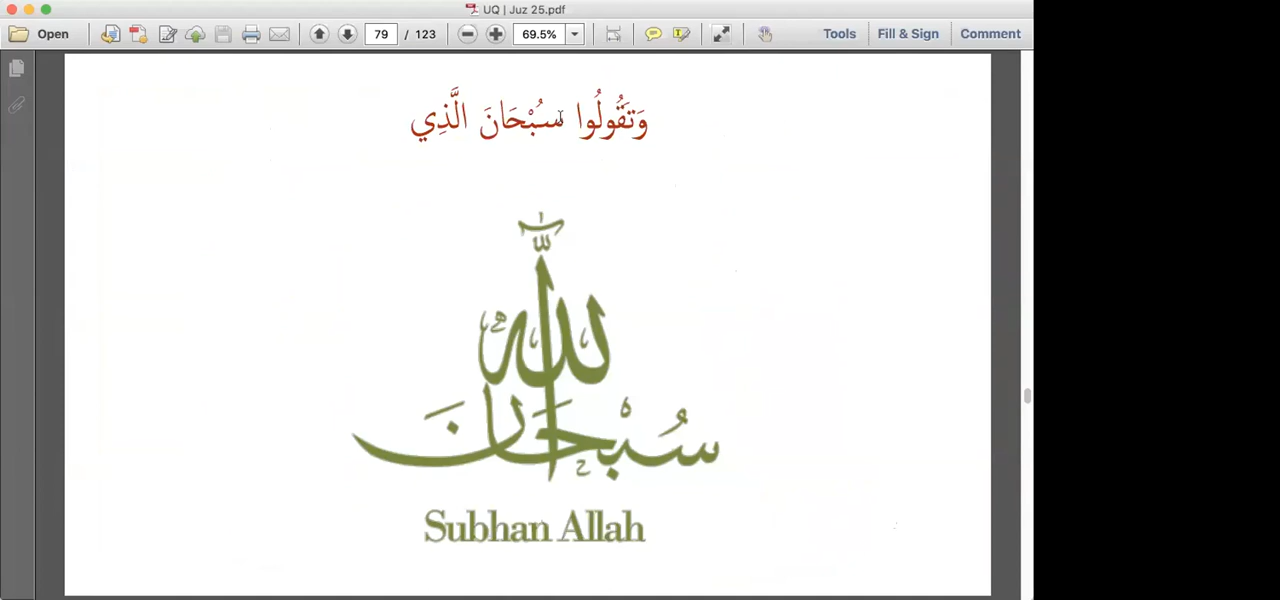 UQ | Juz 25.pdf
Open 79 / 123 69.5% Tools Fill & Sign Comment
وَتَقُولُوا سُبْحَانَ الَّذِي
سُبْحَانَ اللّٰه
Subhan Allah